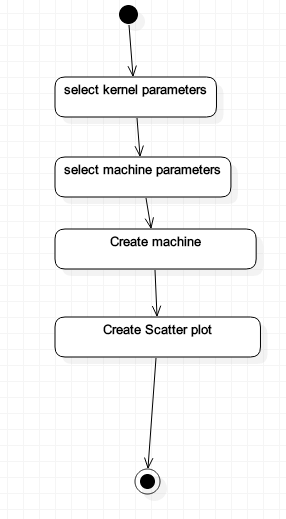 select kernel parameters
select machine parameters
Create machine
Create Scatter plot